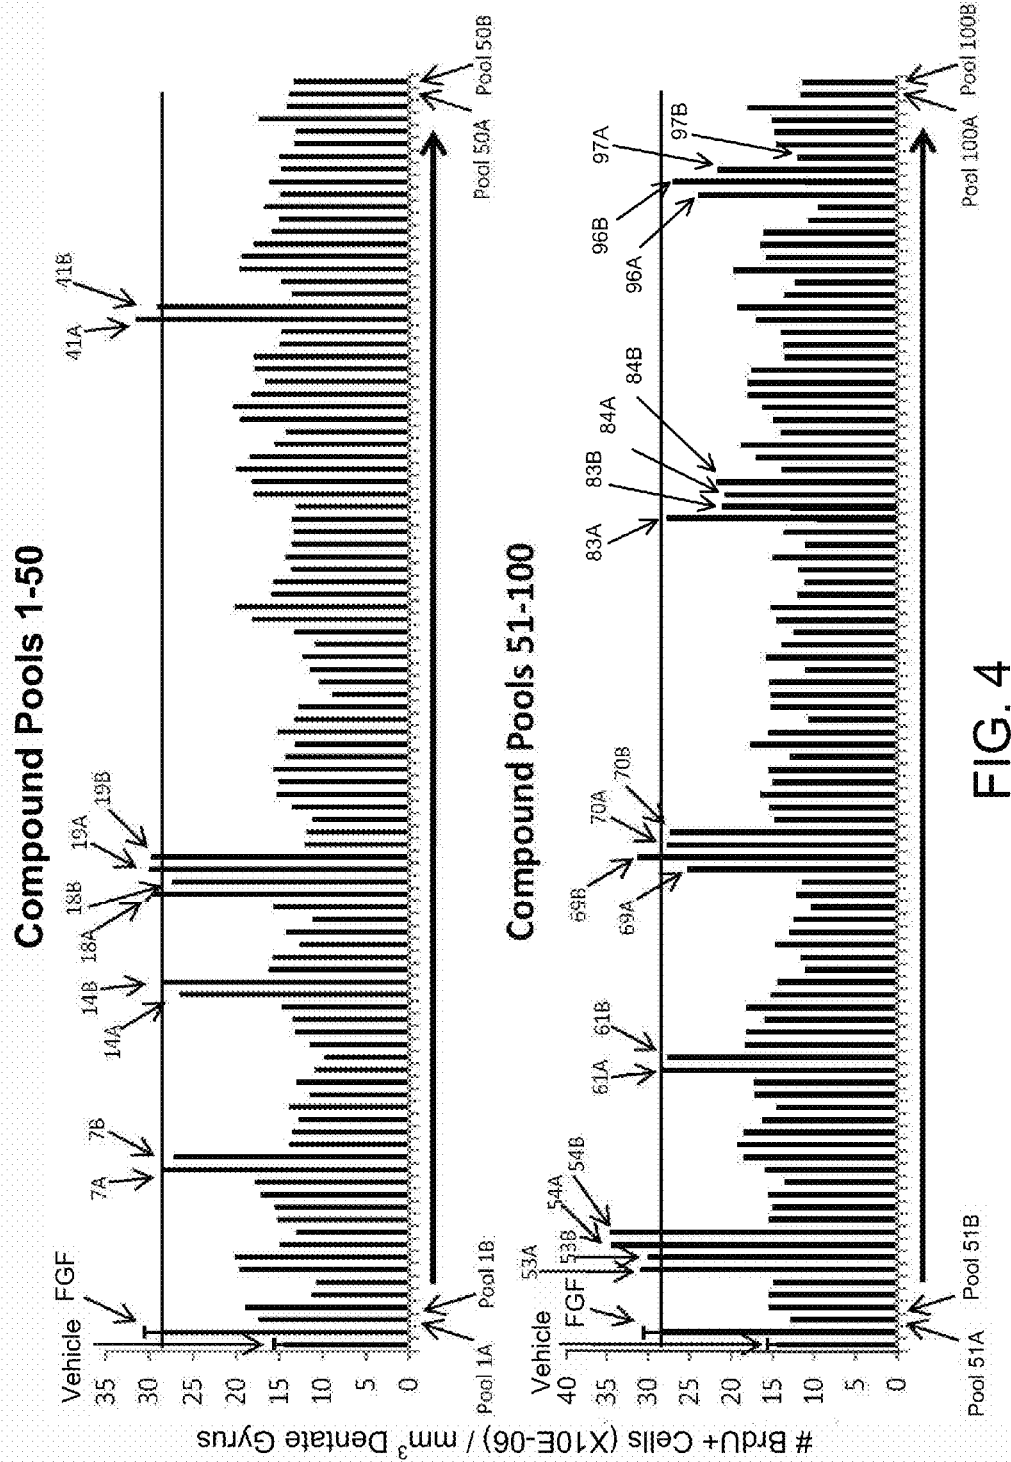 Compound Pools 1-50
Vehicle
FGF
7A
7B
14A
14B
18A
18B
19A
19B
41A
41B
35
30
25
20
15
10
5
0
Pool 1A
Pool 1B
Pool 50A
Pool 50B
# BrdU+ Cells (X10E-06) / mm³ Dentate Gyrus
Compound Pools 51-100
Vehicle
FGF
53A
53B
54A
54B
61A
61B
69A
69B
70A
70B
83A
83B
84A
84B
96A
96B
97A
97B
40
35
30
25
20
15
10
5
0
Pool 51A
Pool 51B
Pool 100A
Pool 100B
FIG. 4